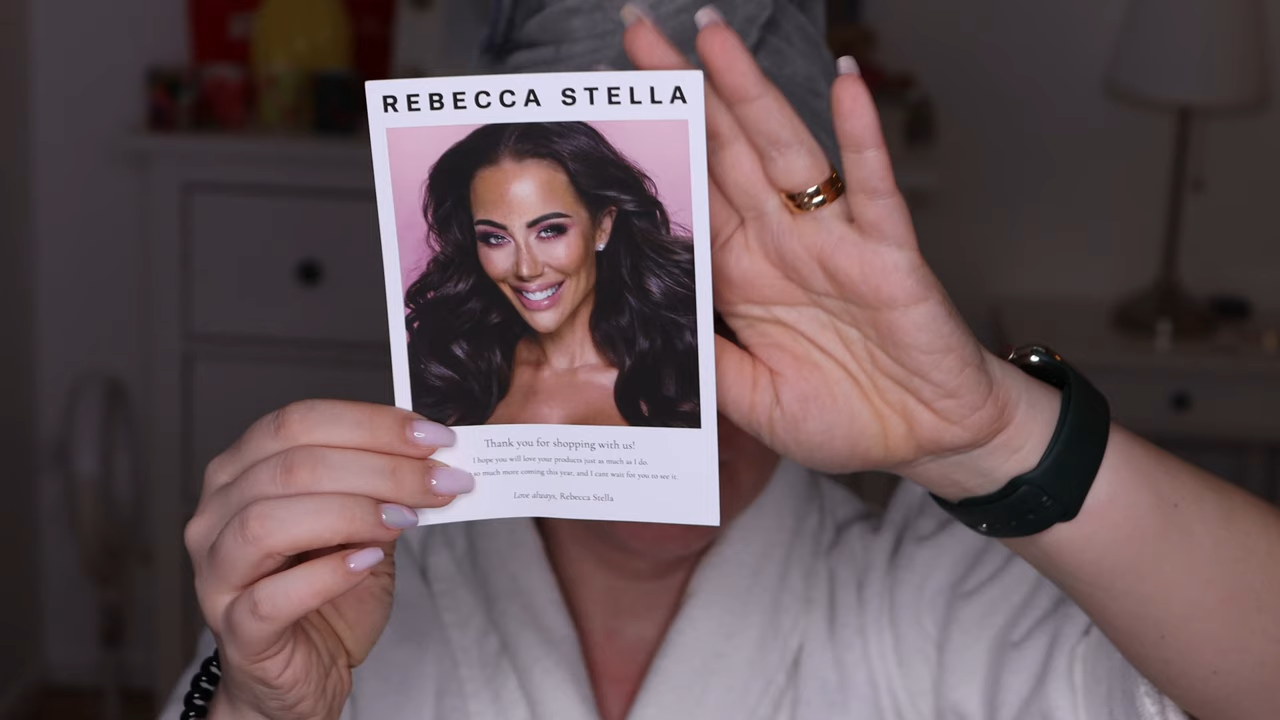 REBECCA STELLA
Thank you for shopping with us!
I hope you will love your products just as much as I do.
so much more coming this year, and I cant wait for you to see it.
Love always, Rebecca Stella